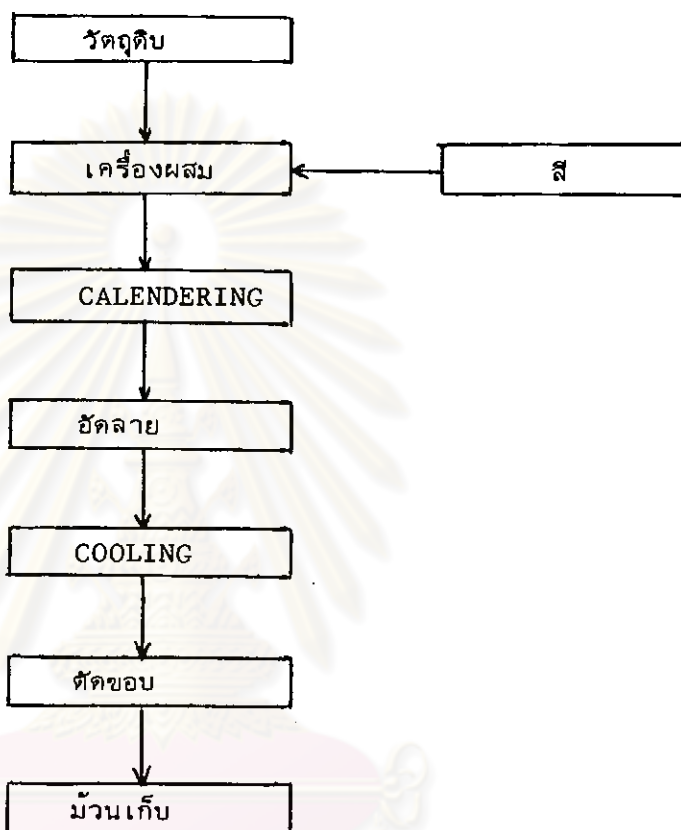 วัตถุดิบ
เครื่องผสม
สี
CALENDERING
อัดลาย
COOLING
ตัดขอบ
ม้วนเก็บ